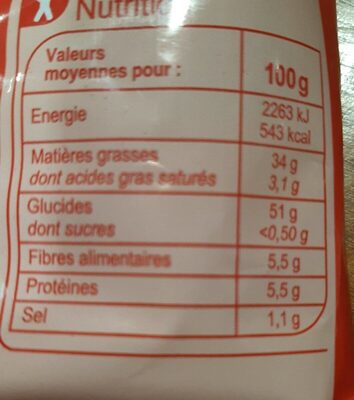 Valeurs
moyennes pour : 100g
Energie 2263 kJ
543 kcal
Matières grasses 34 g
dont acides gras saturés 3,1 g
Glucides 51 g
dont sucres <0,50 g
Fibres alimentaires 5,5 g
Protéines 5,5 g
Sel 1,1 g